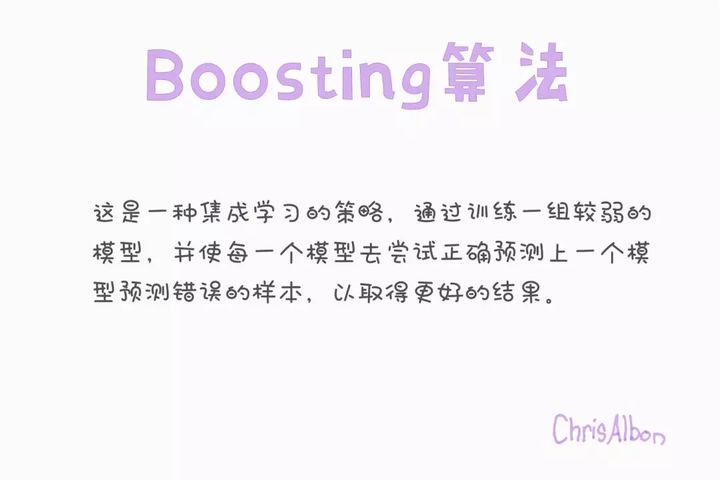 Boosting算法
这是一种集成学习的策略，通过训练一组较弱的
模型，并使每一个模型去尝试正确预测上一个模
型预测错误的样本，以取得更好的结果。
ChrisAlbon